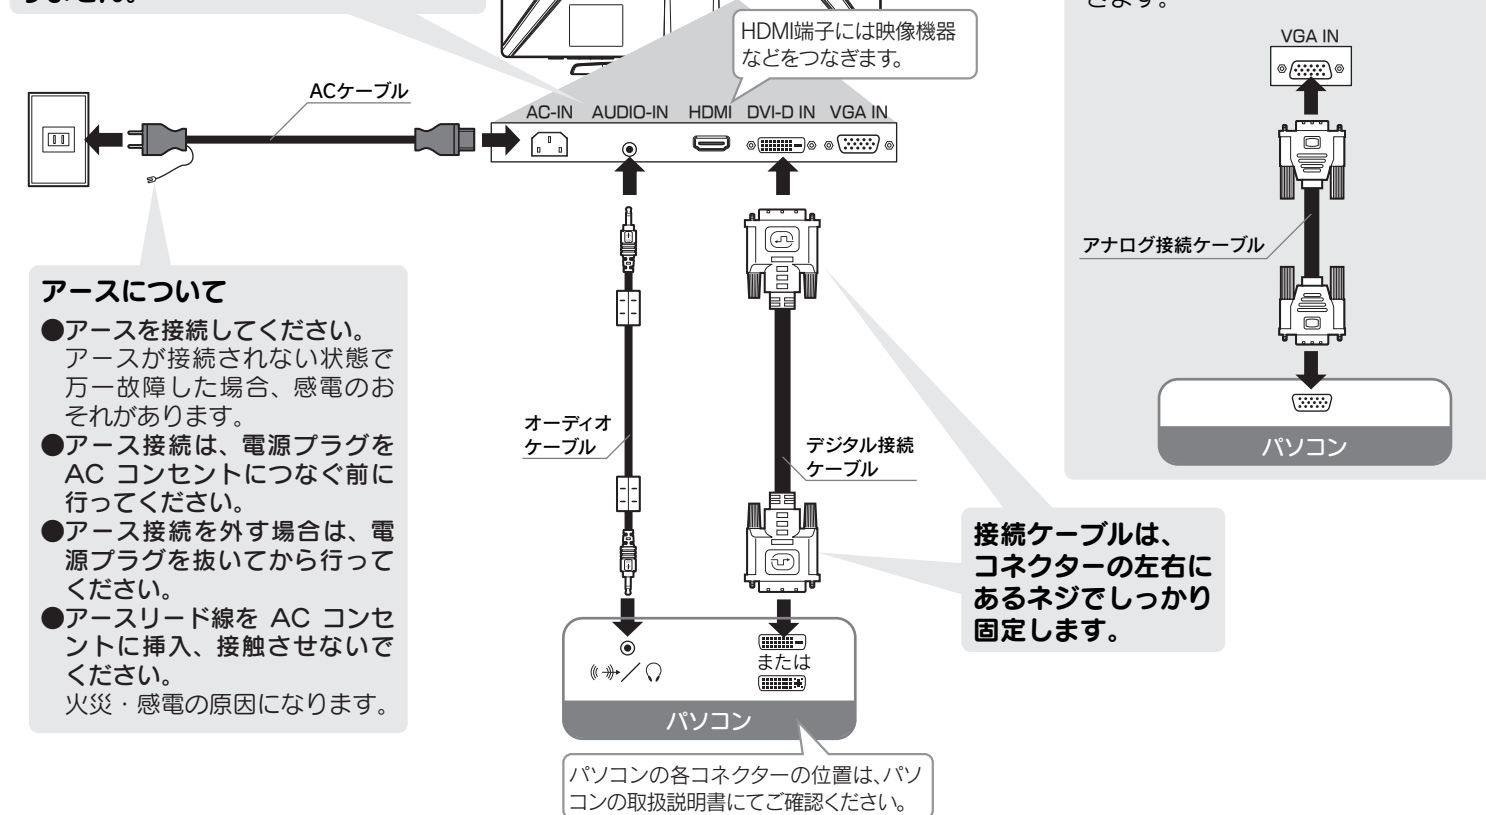 りません。
HDMI端子には映像機器
などをつなぎます。
ACケーブル
AC-IN AUDIO-IN HDMI DVI-D IN VGA IN
アースについて
●アースを接続してください。
アースが接続されない状態で
万一故障した場合、感電のお
それがあります。
●アース接続は、電源プラグを
AC コンセントにつなぐ前に
行ってください。
●アース接続を外す場合は、電
源プラグを抜いてから行って
ください。
●アースリード線を AC コンセ
ントに挿入、接触させないで
ください。
火災・感電の原因になります。
オーディオ
ケーブル
デジタル接続
ケーブル
または
パソコン
パソコンの各コネクターの位置は、パソ
コンの取扱説明書にてご確認ください。
接続ケーブルは、
コネクターの左右に
あるネジでしっかり
固定します。
きます。
VGA IN
アナログ接続ケーブル
パソコン